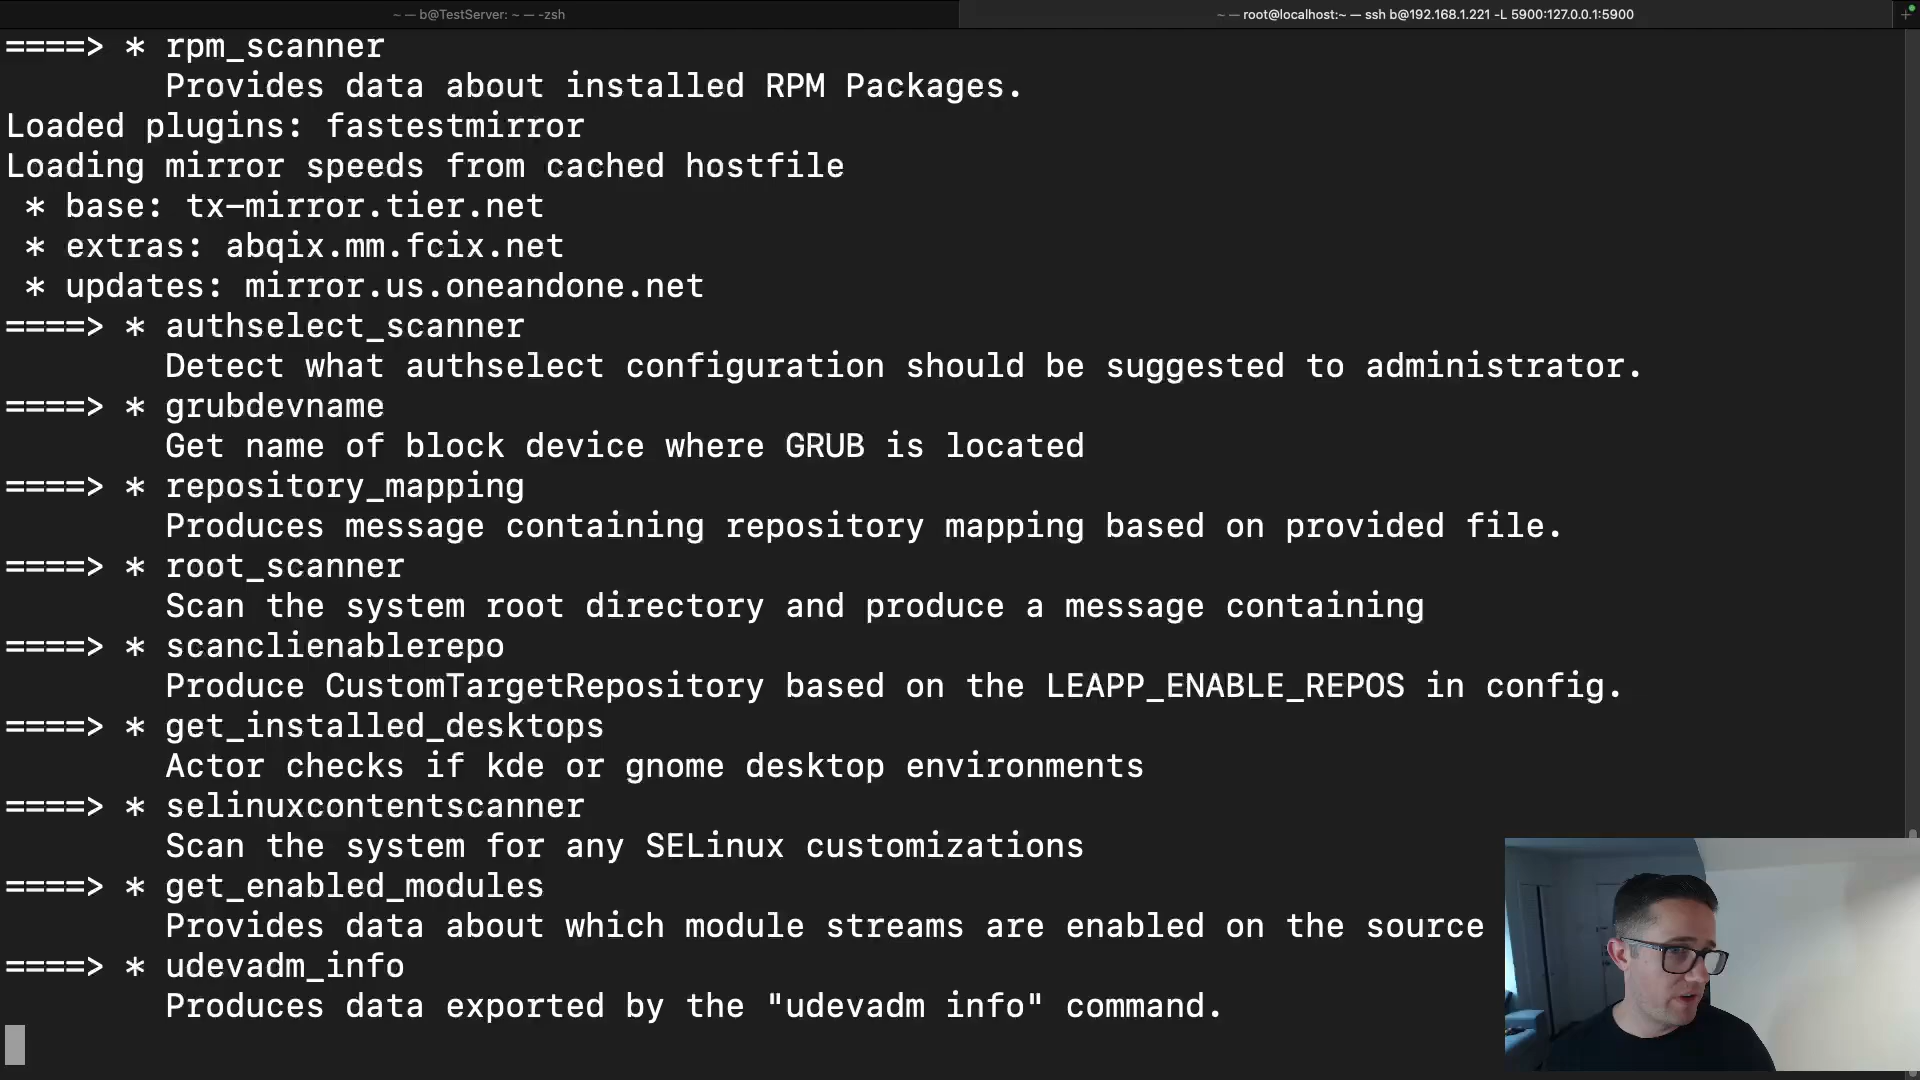 ~ — b@TestServer: ~ — -zsh
~ — root@localhost:~ — ssh b@192.168.1.221 -L 5900:127.0.0.1:5900
+
====> * rpm_scanner
Provides data about installed RPM Packages.
Loaded plugins: fastestmirror
Loading mirror speeds from cached hostfile
* base: tx-mirror.tier.net
* extras: abqix.mm.fcix.net
* updates: mirror.us.oneandone.net
====> * authselect_scanner
Detect what authselect configuration should be suggested to administrator.
====> * grubdevname
Get name of block device where GRUB is located
====> * repository_mapping
Produces message containing repository mapping based on provided file.
====> * root_scanner
Scan the system root directory and produce a message containing
====> * scanclienablerepo
Produce CustomTargetRepository based on the LEAPP_ENABLE_REPOS in config.
====> * get_installed_desktops
Actor checks if kde or gnome desktop environments
====> * selinuxcontentscanner
Scan the system for any SELinux customizations
====> * get_enabled_modules
Provides data about which module streams are enabled on the source
====> * udevadm_info
Produces data exported by the "udevadm info" command.